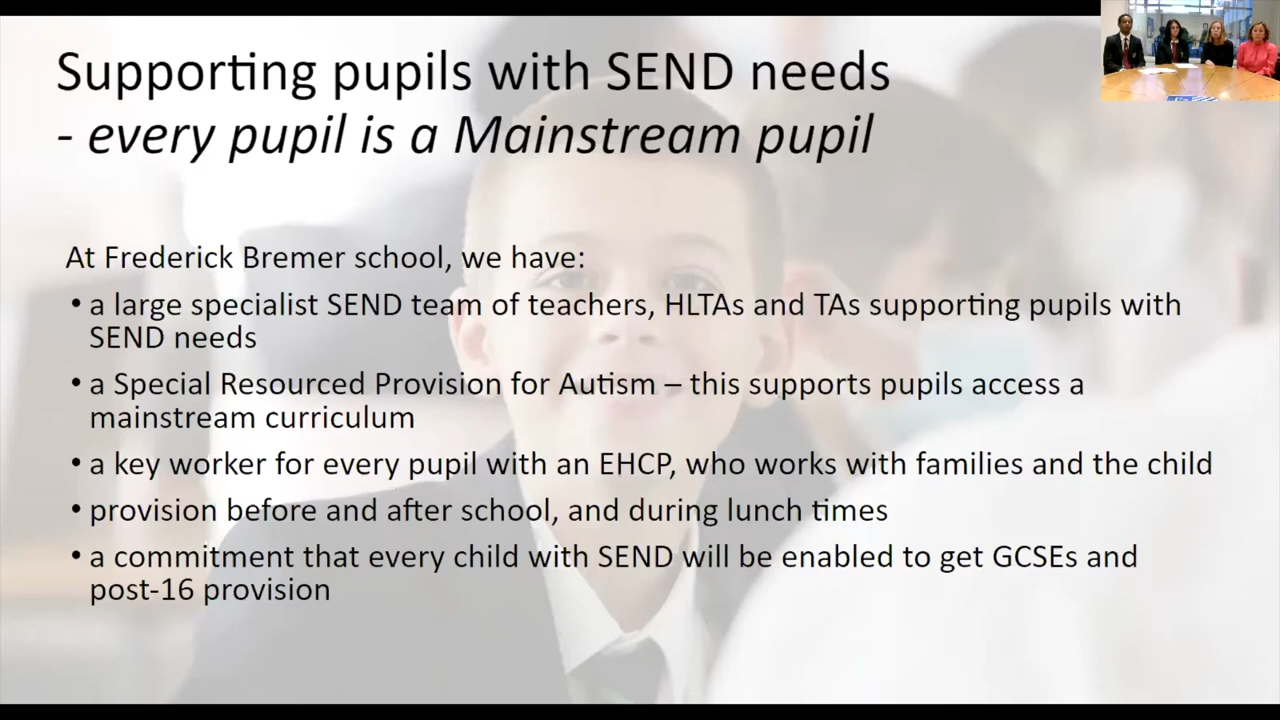 Supporting pupils with SEND needs
- every pupil is a Mainstream pupil
At Frederick Bremer school, we have:
• a large specialist SEND team of teachers, HLTAs and TAs supporting pupils with
SEND needs
• a Special Resourced Provision for Autism – this supports pupils access a
mainstream curriculum
• a key worker for every pupil with an EHCP, who works with families and the child
• provision before and after school, and during lunch times
• a commitment that every child with SEND will be enabled to get GCSEs and
post-16 provision